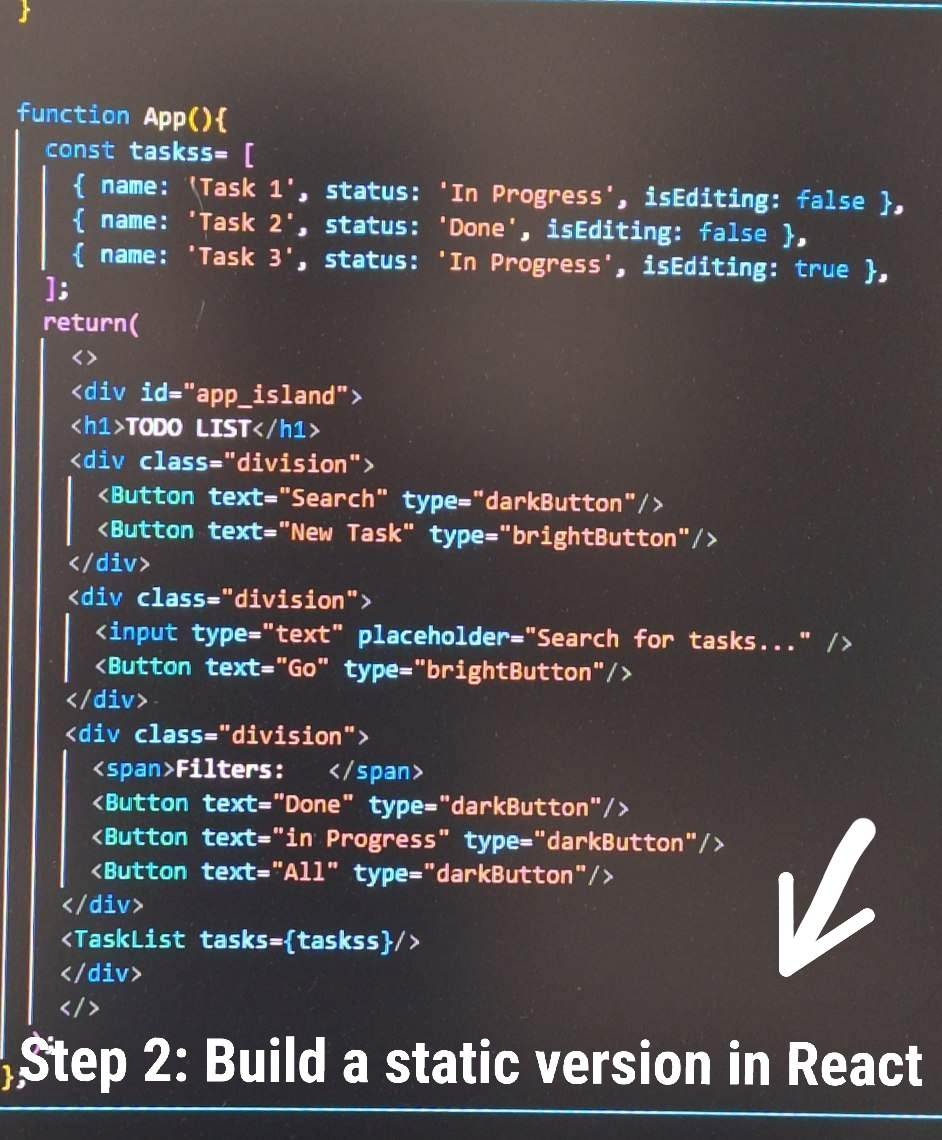 }
function App(){
const taskss= [
{ name: 'Task 1', status: 'In Progress', isEditing: false },
{ name: 'Task 2', status: 'Done', isEditing: false },
{ name: 'Task 3', status: 'In Progress', isEditing: true },
];
return(
<>
<div id="app_island">
<h1>TODO LIST</h1>
<div class="division">
<Button text="Search" type="darkButton"/>
<Button text="New Task" type="brightButton"/>
</div>
<div class="division">
<input type="text" placeholder="Search for tasks..." />
<Button text="Go" type="brightButton"/>
</div>
<div class="division">
<span>Filters:   </span>
<Button text="Done" type="darkButton"/>
<Button text="in Progress" type="darkButton"/>
<Button text="All" type="darkButton"/>
</div>
<TaskList tasks={taskss}/>
</div>
</>
);
};
Step 2: Build a static version in React